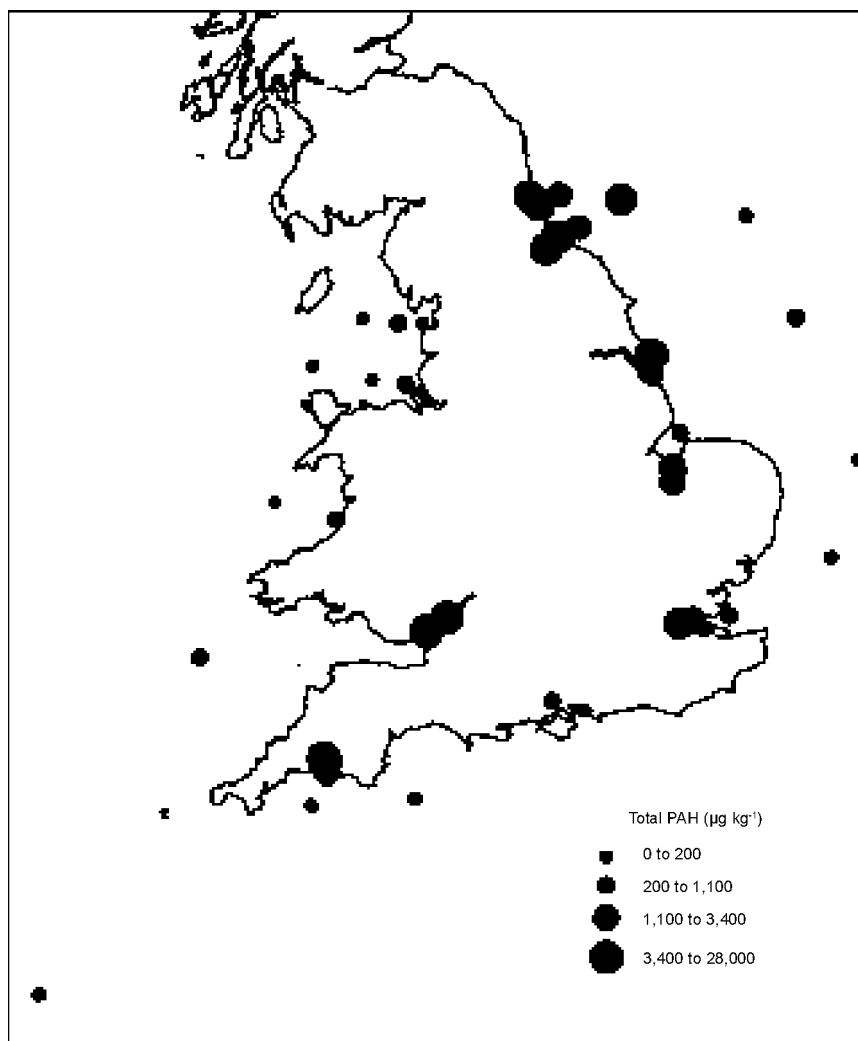 Total PAH (µg kg⁻¹)
0 to 200
200 to 1,100
1,100 to 3,400
3,400 to 28,000